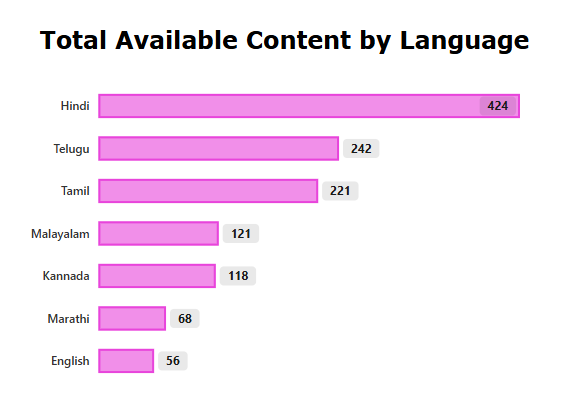 Total Available Content by Language
Hindi 424
Telugu 242
Tamil 221
Malayalam 121
Kannada 118
Marathi 68
English 56